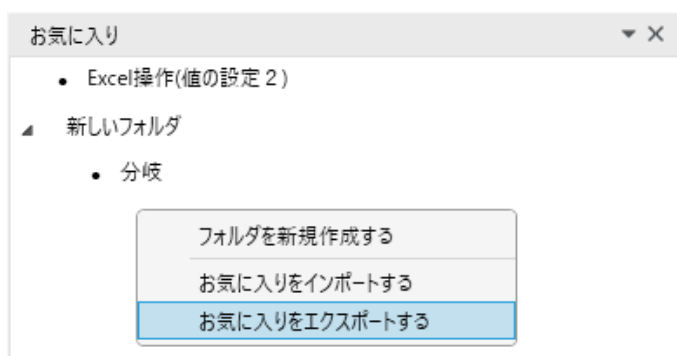 お気に入り
• Excel操作(値の設定２)
新しいフォルダ
• 分岐
フォルダを新規作成する
お気に入りをインポートする
お気に入りをエクスポートする